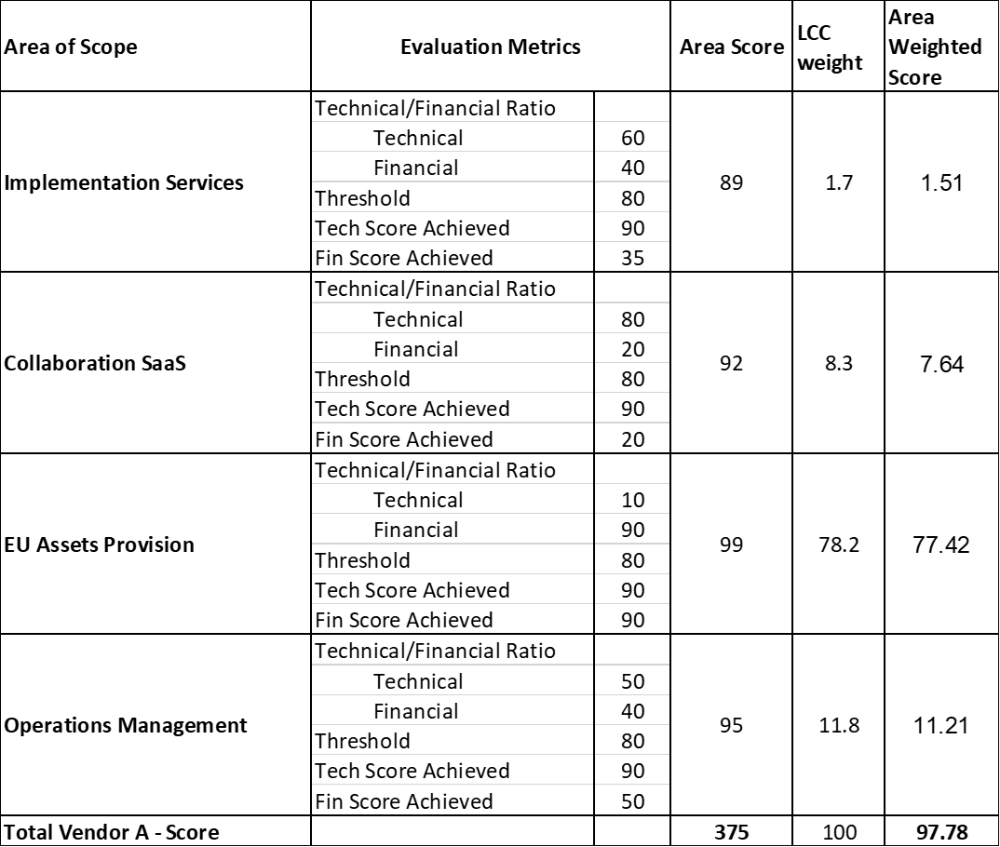 Area of Scope Evaluation Metrics Area Score LCC weight Area Weighted Score
Implementation Services
Technical/Financial Ratio
Technical 60
Financial 40
Threshold 80
Tech Score Achieved 90
Fin Score Achieved 35
89 1.7 1.51
Collaboration SaaS
Technical/Financial Ratio
Technical 80
Financial 20
Threshold 80
Tech Score Achieved 90
Fin Score Achieved 20
92 8.3 7.64
EU Assets Provision
Technical/Financial Ratio
Technical 10
Financial 90
Threshold 80
Tech Score Achieved 90
Fin Score Achieved 90
99 78.2 77.42
Operations Management
Technical/Financial Ratio
Technical 50
Financial 40
Threshold 80
Tech Score Achieved 90
Fin Score Achieved 50
95 11.8 11.21
Total Vendor A - Score 375 100 97.78